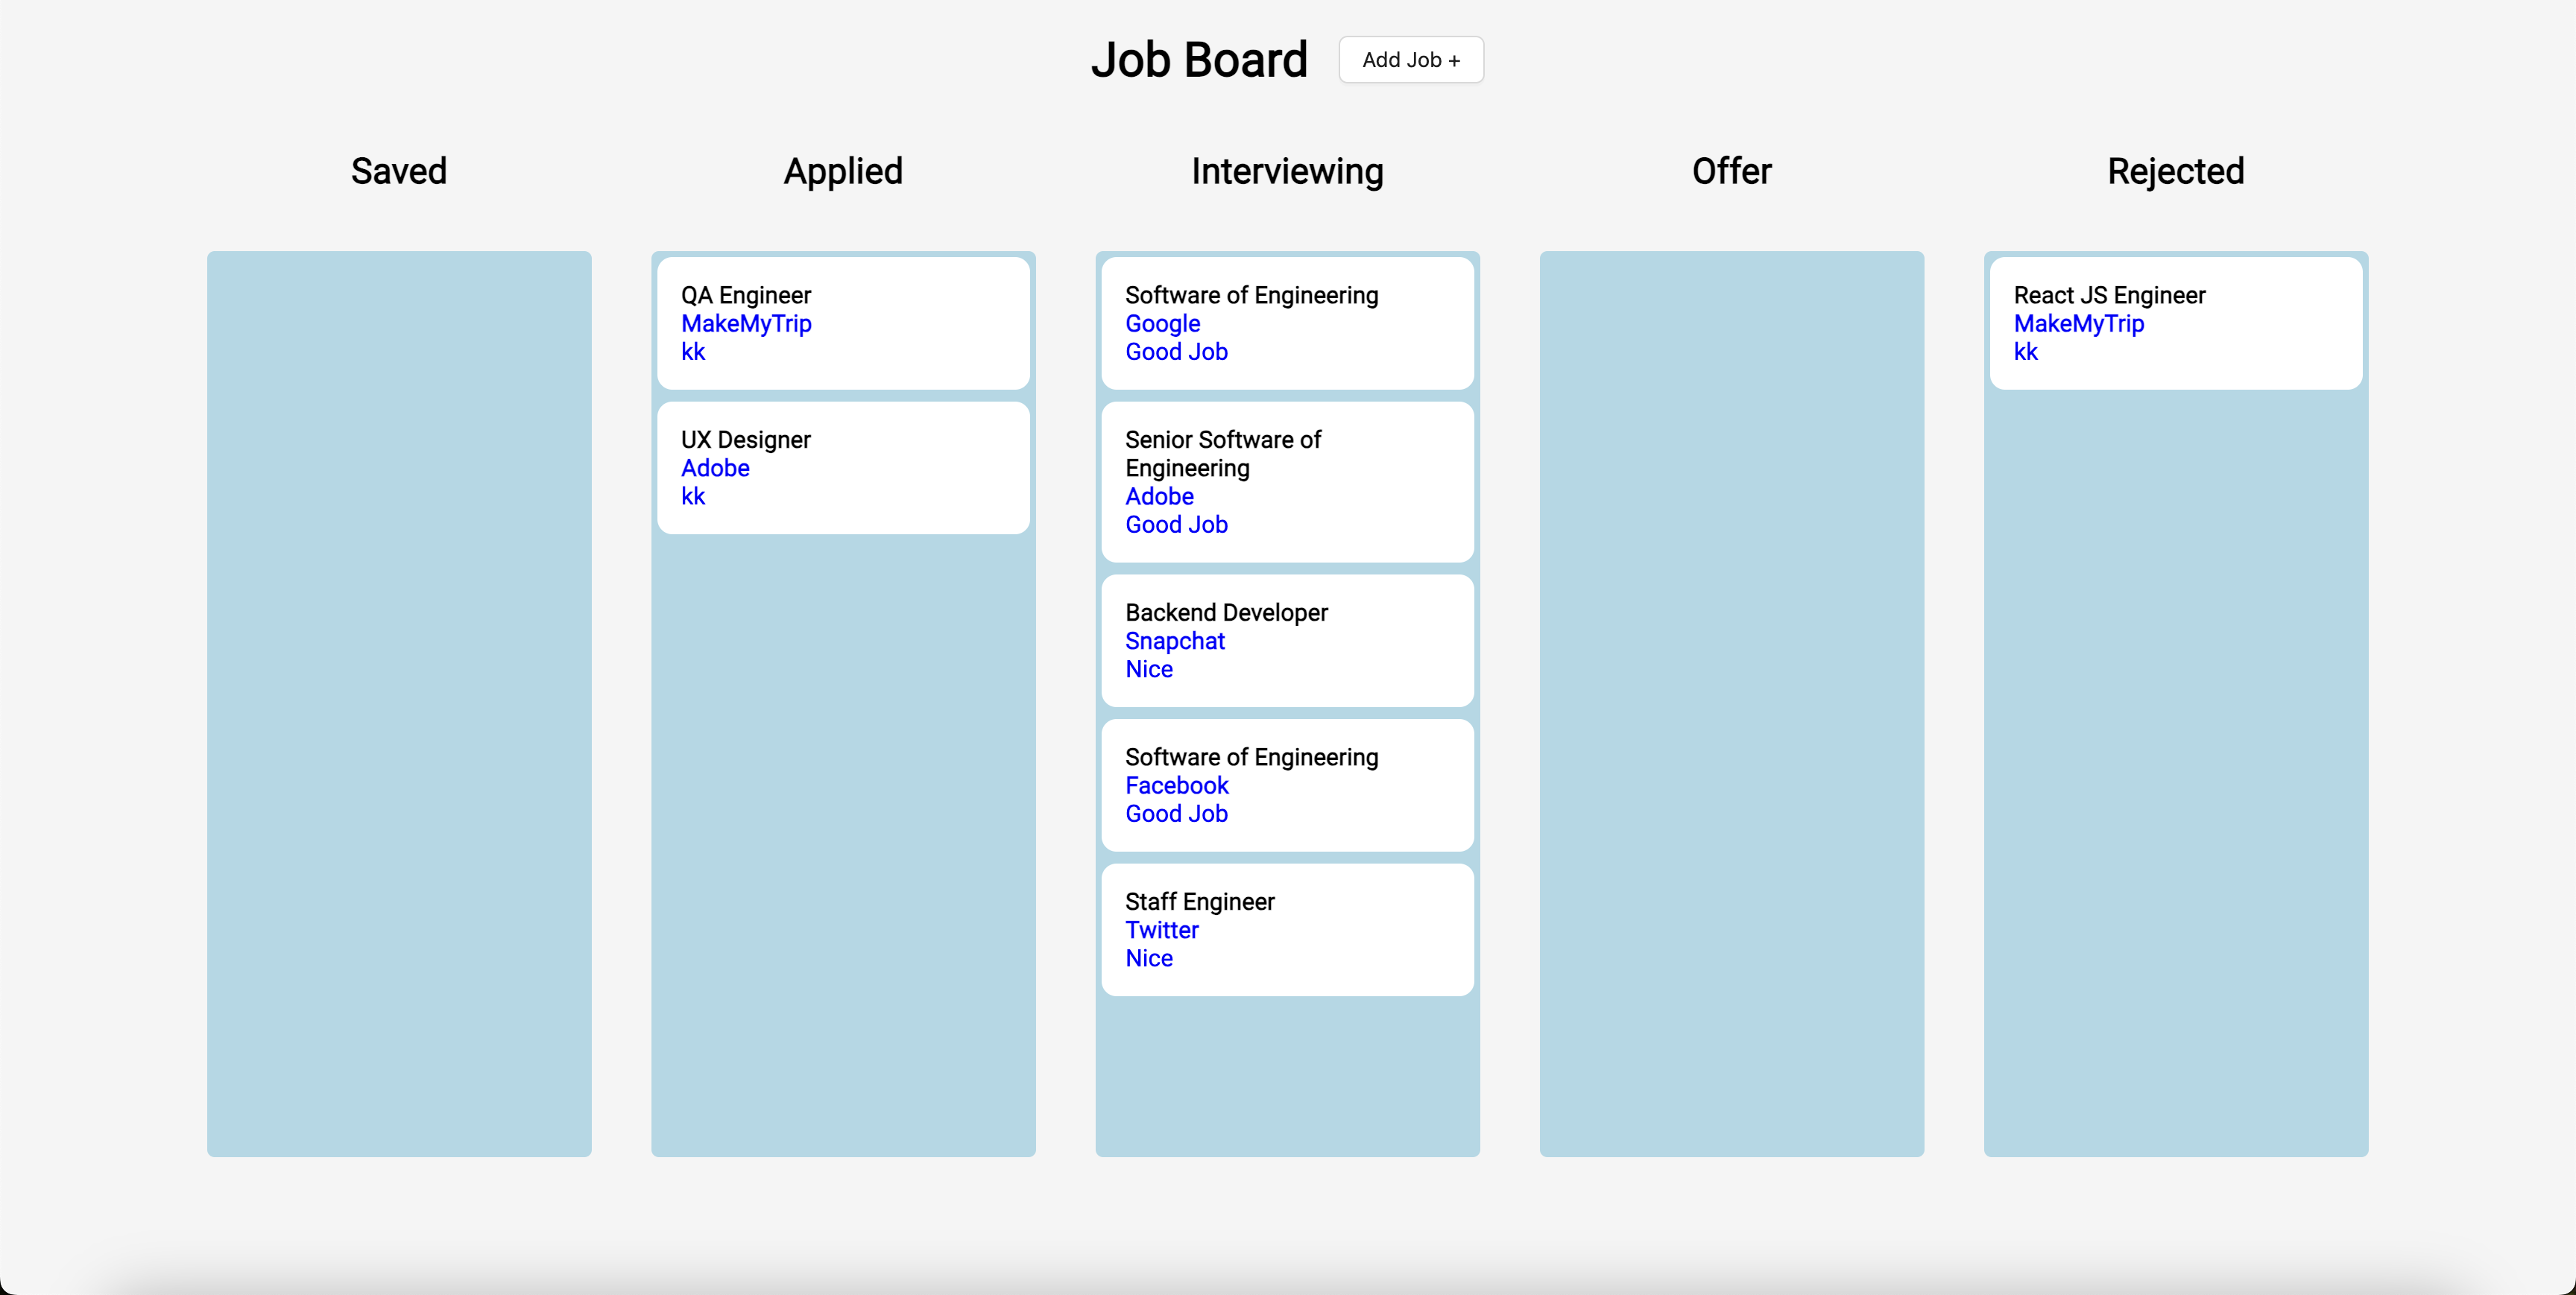 Job Board
Add Job +
Saved
Applied
Interviewing
Offer
Rejected
QA Engineer
MakeMyTrip
kk
UX Designer
Adobe
kk
Software of Engineering
Google
Good Job
Senior Software of
Engineering
Adobe
Good Job
Backend Developer
Snapchat
Nice
Software of Engineering
Facebook
Good Job
Staff Engineer
Twitter
Nice
React JS Engineer
MakeMyTrip
kk